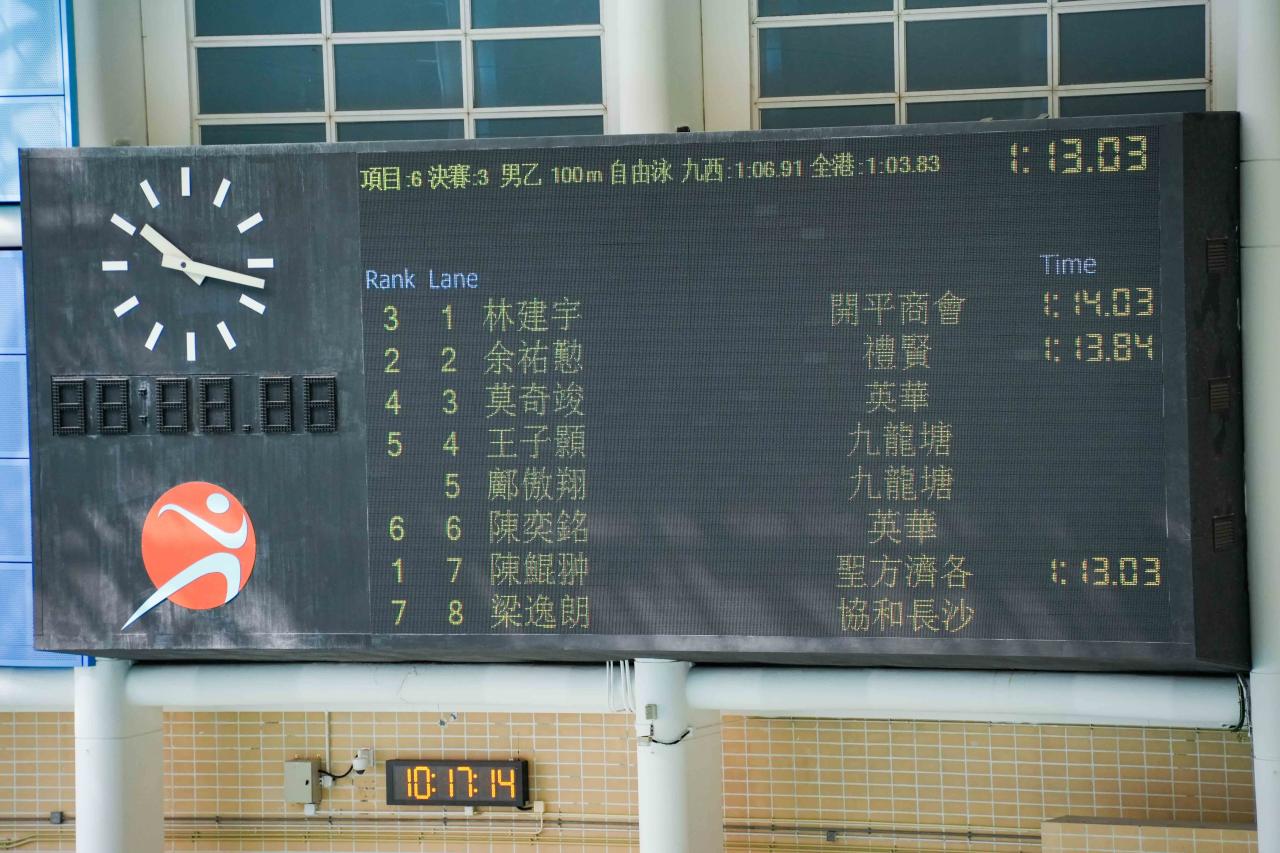 項目:6 決賽:3 男乙 100m 自由泳 九西:1:06.91 全港:1:03.83 1:13.03
Rank Lane Time
3 1 林建宇 開平商會 1:14.03
2 2 余祐懃 禮賢 1:13.84
4 3 莫奇竣 英華
5 4 王子顥 九龍塘
5 鄺傲翔 九龍塘
6 6 陳奕銘 英華
1 7 陳鯤翀 聖方濟各 1:13.03
7 8 梁逸朗 協和長沙
10:17:14